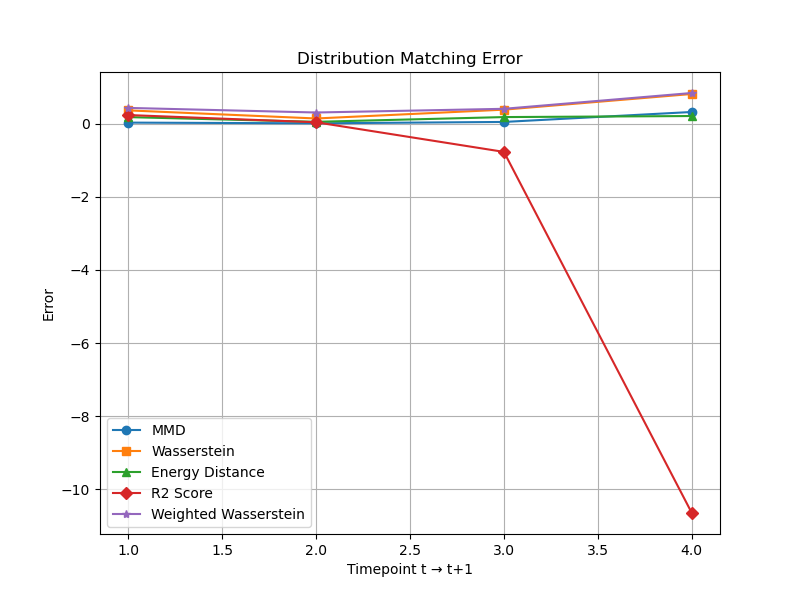 Distribution Matching Error
Error
0
−2
−4
−6
−8
−10
MMD
Wasserstein
Energy Distance
R2 Score
Weighted Wasserstein
1.0 1.5 2.0 2.5 3.0 3.5 4.0
Timepoint t → t+1